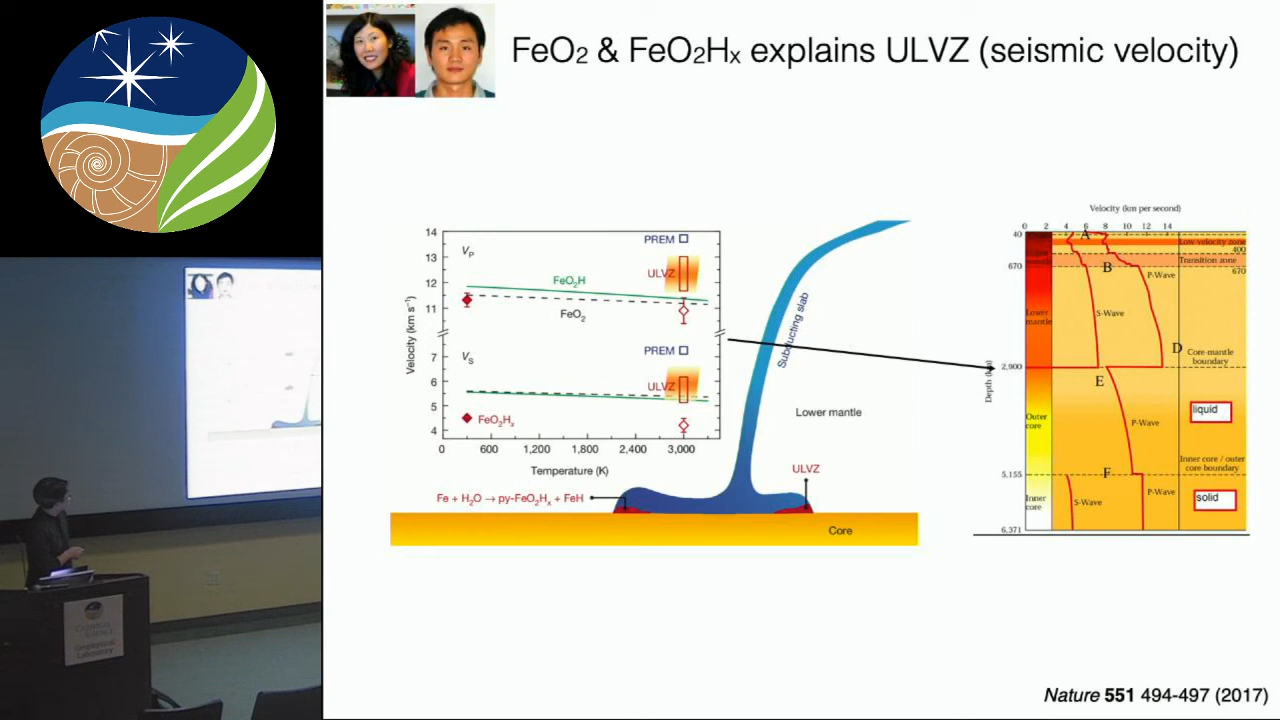 FeO2 & FeO2Hx explains ULVZ (seismic velocity)
14
13
12
11
7
6
5
4
Velocity (km s⁻¹)
VP
PREM
ULVZ
FeO2H
FeO2
VS
PREM
ULVZ
FeO2Hx
0 600 1,200 1,800 2,400 3,000
Temperature (K)
Subducting slab
Lower mantle
ULVZ
Fe + H2O → py-FeO2Hx + FeH
Core
Velocity (km per second)
0 2 4 6 8 10 12 14
40
A
Low velocity zone
400
Transition zone
670
B
670
P-Wave
S-Wave
Lower
mantle
D
Core-mantle
boundary
2,900
E
Depth (km)
liquid
Outer
core
P-Wave
Inner core / outer
core boundary
5,155
F
P-Wave
solid
Inner
core
S-Wave
6,371
Geophysical
Laboratory
Nature 551 494-497 (2017)